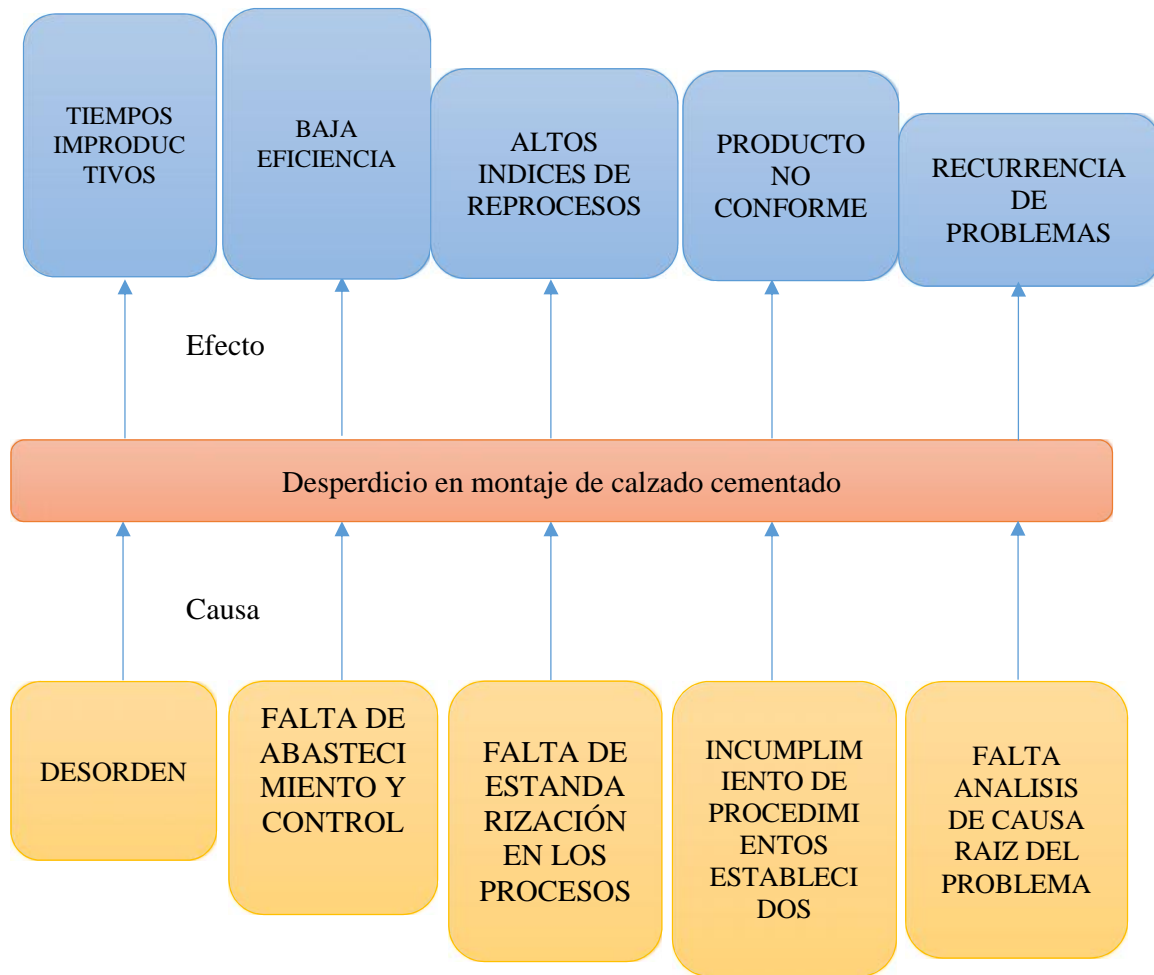 TIEMPOS
IMPRODUC
TIVOS
BAJA
EFICIENCIA
ALTOS
INDICES DE
REPROCESOS
PRODUCTO
NO
CONFORME
RECURRENCIA
DE
PROBLEMAS
Efecto
Desperdicio en montaje de calzado cementado
Causa
DESORDEN
FALTA DE
ABASTECI
MIENTO Y
CONTROL
FALTA DE
ESTANDA
RIZACIÓN
EN LOS
PROCESOS
INCUMPLIM
IENTO DE
PROCEDIMI
ENTOS
ESTABLECI
DOS
FALTA
ANALISIS
DE CAUSA
RAIZ DEL
PROBLEMA